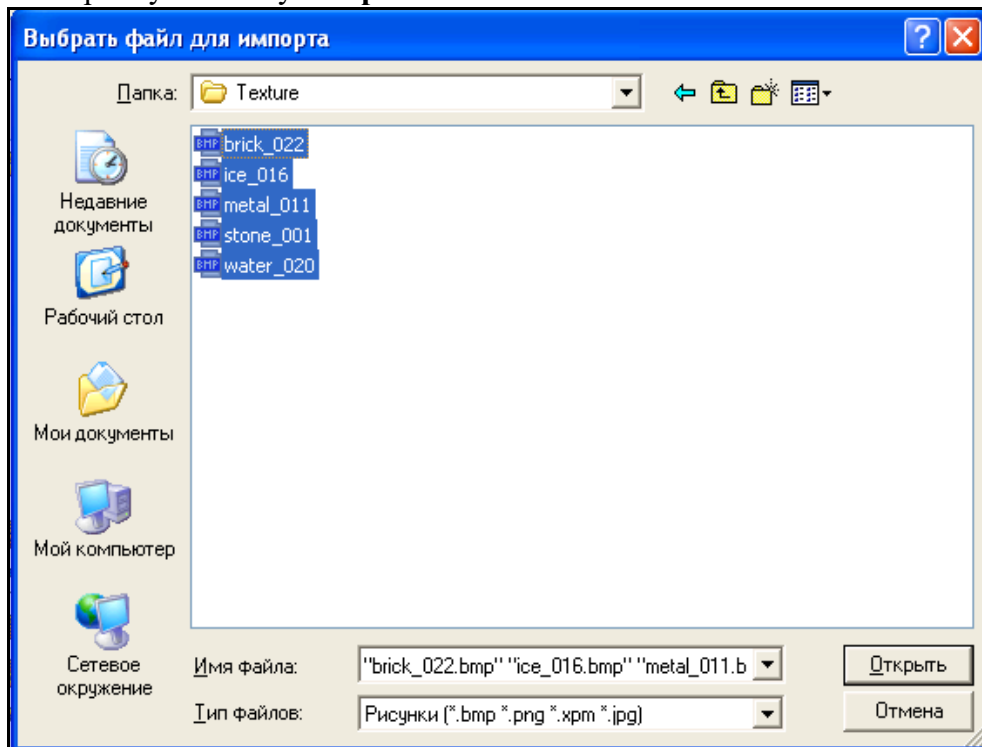 Выбрать файл для импорта
Папка: Texture
brick_022
ice_016
metal_011
stone_001
water_020
Недавние
документы
Рабочий стол
Мои документы
Мой компьютер
Сетевое
окружение
Имя файла: "brick_022.bmp" "ice_016.bmp" "metal_011.b
Открыть
Тип файлов: Рисунки (*.bmp *.png *.xpm *.jpg)
Отмена